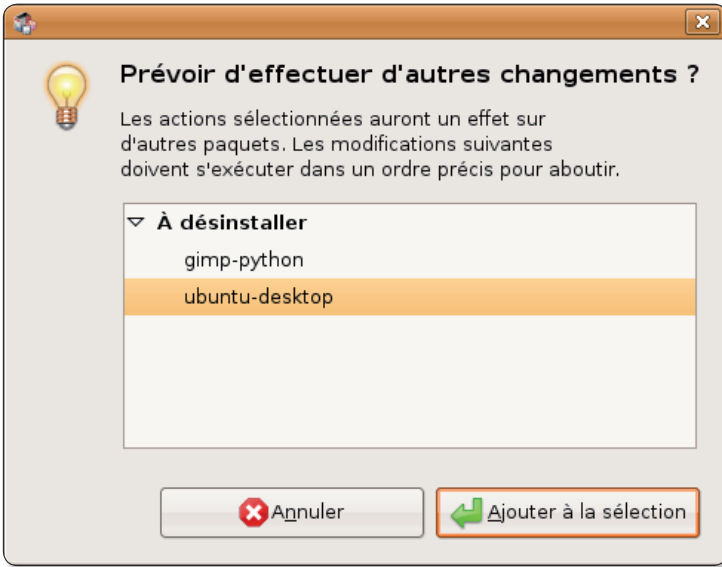 Prévoir d'effectuer d'autres changements ?
Les actions sélectionnées auront un effet sur
d'autres paquets. Les modifications suivantes
doivent s'exécuter dans un ordre précis pour aboutir.
À désinstaller
gimp-python
ubuntu-desktop
Annuler
Ajouter à la sélection